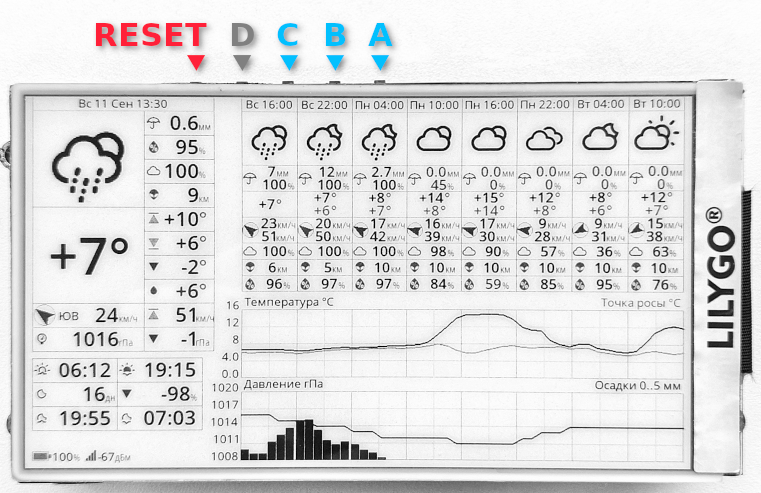 RESET D C B A
Вс 11 Сен 13:30
0.6мм
95%
100%
9 км
+7°
+10°
+6°
-2°
+6°
ЮВ 24км/ч 51км/ч
1016гПа -1гПа
06:12 19:15
16дн -98%
19:55 07:03
100% -67дБм
Вс 16:00 Вс 22:00 Пн 04:00 Пн 10:00 Пн 16:00 Пн 22:00 Вт 04:00 Вт 10:00
7мм 12мм 2.7мм 0.0мм 0.0мм 0.0мм 0.0мм 0.0мм
100% 100% 100% 45% 0% 0% 0% 0%
+7° +7° +8° +14° +15° +12° +8° +12°
+6° +7° +8° +14° +8° +6° +7°
23км/ч 20км/ч 17км/ч 16км/ч 17км/ч 9км/ч 9км/ч 15км/ч
51км/ч 50км/ч 42км/ч 39км/ч 30км/ч 28км/ч 31км/ч 38км/ч
100% 100% 100% 98% 90% 57% 36% 63%
6км 5км 10км 10км 10км 10км 10км 10км
96% 97% 97% 84% 59% 85% 95% 76%
Температура °C Точка росы °C
16
12
8
4.0
0.0
Давление гПа Осадки 0..5 мм
1020
1017
1014
1011
1008
LILYGO®